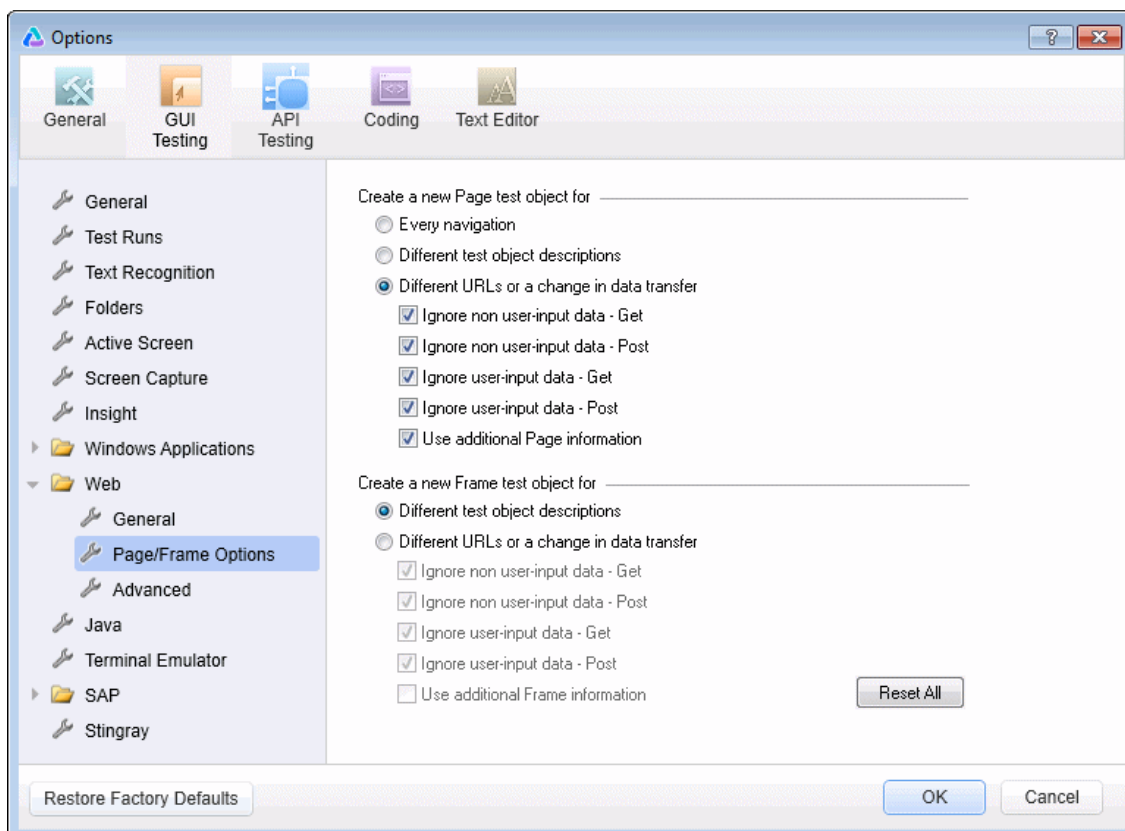 Options
General
GUI
Testing
API
Testing
Coding
Text Editor
General
Test Runs
Text Recognition
Folders
Active Screen
Screen Capture
Insight
Windows Applications
Web
General
Page/Frame Options
Advanced
Java
Terminal Emulator
SAP
Stingray
Create a new Page test object for
Every navigation
Different test object descriptions
Different URLs or a change in data transfer
Ignore non user-input data - Get
Ignore non user-input data - Post
Ignore user-input data - Get
Ignore user-input data - Post
Use additional Page information
Create a new Frame test object for
Different test object descriptions
Different URLs or a change in data transfer
Ignore non user-input data - Get
Ignore non user-input data - Post
Ignore user-input data - Get
Ignore user-input data - Post
Use additional Frame information
Reset All
Restore Factory Defaults
OK
Cancel